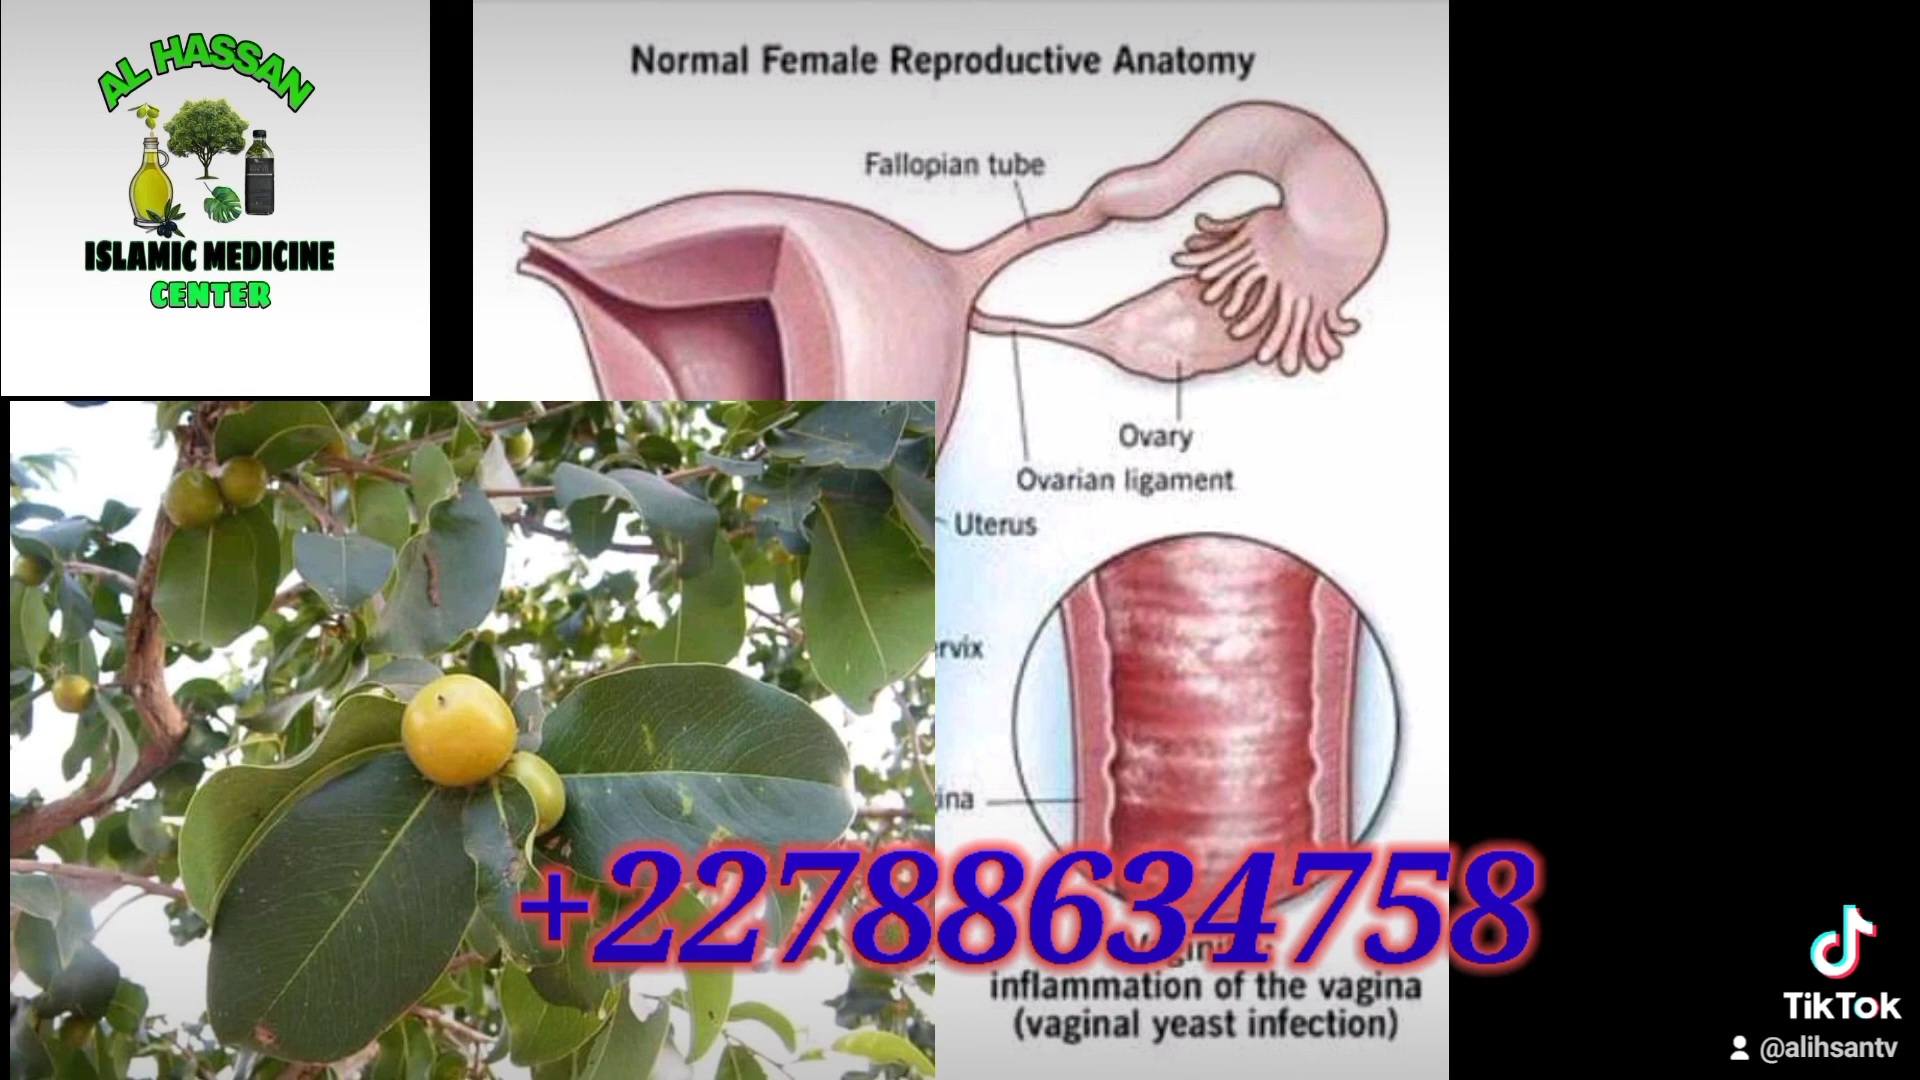 AL HASSAN
ISLAMIC MEDICINE
CENTER
Normal Female Reproductive Anatomy
Fallopian tube
Ovary
Ovarian ligament
Uterus
rvix
ina
+22788634758
inflammation of the vagina
(vaginal yeast infection)
TikTok
@alihsantv